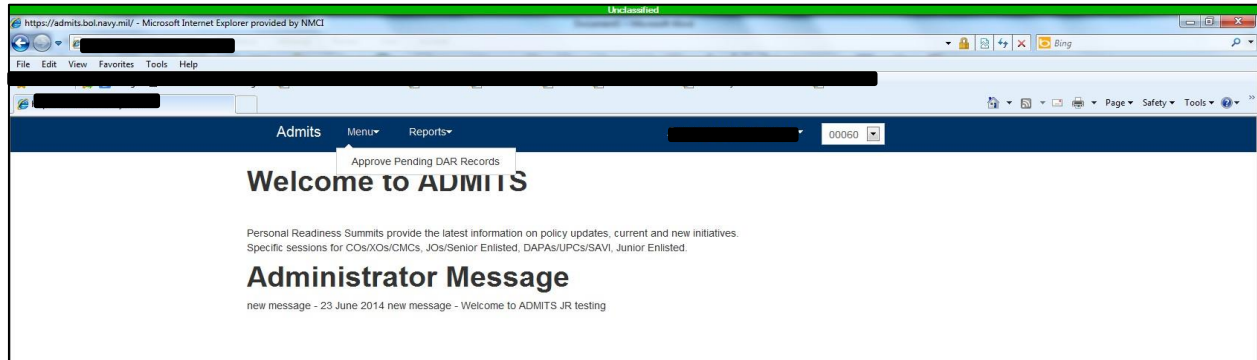 Unclassified
https://admits.bol.navy.mil/ - Microsoft Internet Explorer provided by NMCI
Bing
File Edit View Favorites Tools Help
Page Safety Tools
Admits Menu Reports 00060
Approve Pending DAR Records
Welcome to ADMITS
Personal Readiness Summits provide the latest information on policy updates, current and new initiatives.
Specific sessions for COs/XOs/CMCs, JOs/Senior Enlisted, DAPAs/UPCs/SAVI, Junior Enlisted.
Administrator Message
new message - 23 June 2014 new message - Welcome to ADMITS JR testing